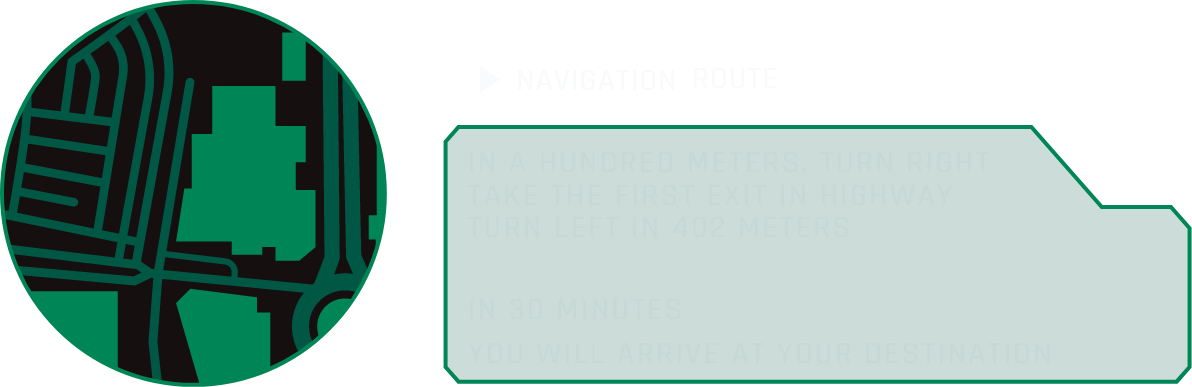 NAVIGATION ROUTE
IN A HUNDRED METERS, TURN RIGHT
TAKE THE FIRST EXIT IN HIGHWAY
TURN LEFT IN 402 METERS
IN 30 MINUTES
YOU WILL ARRIVE AT YOUR DESTINATION